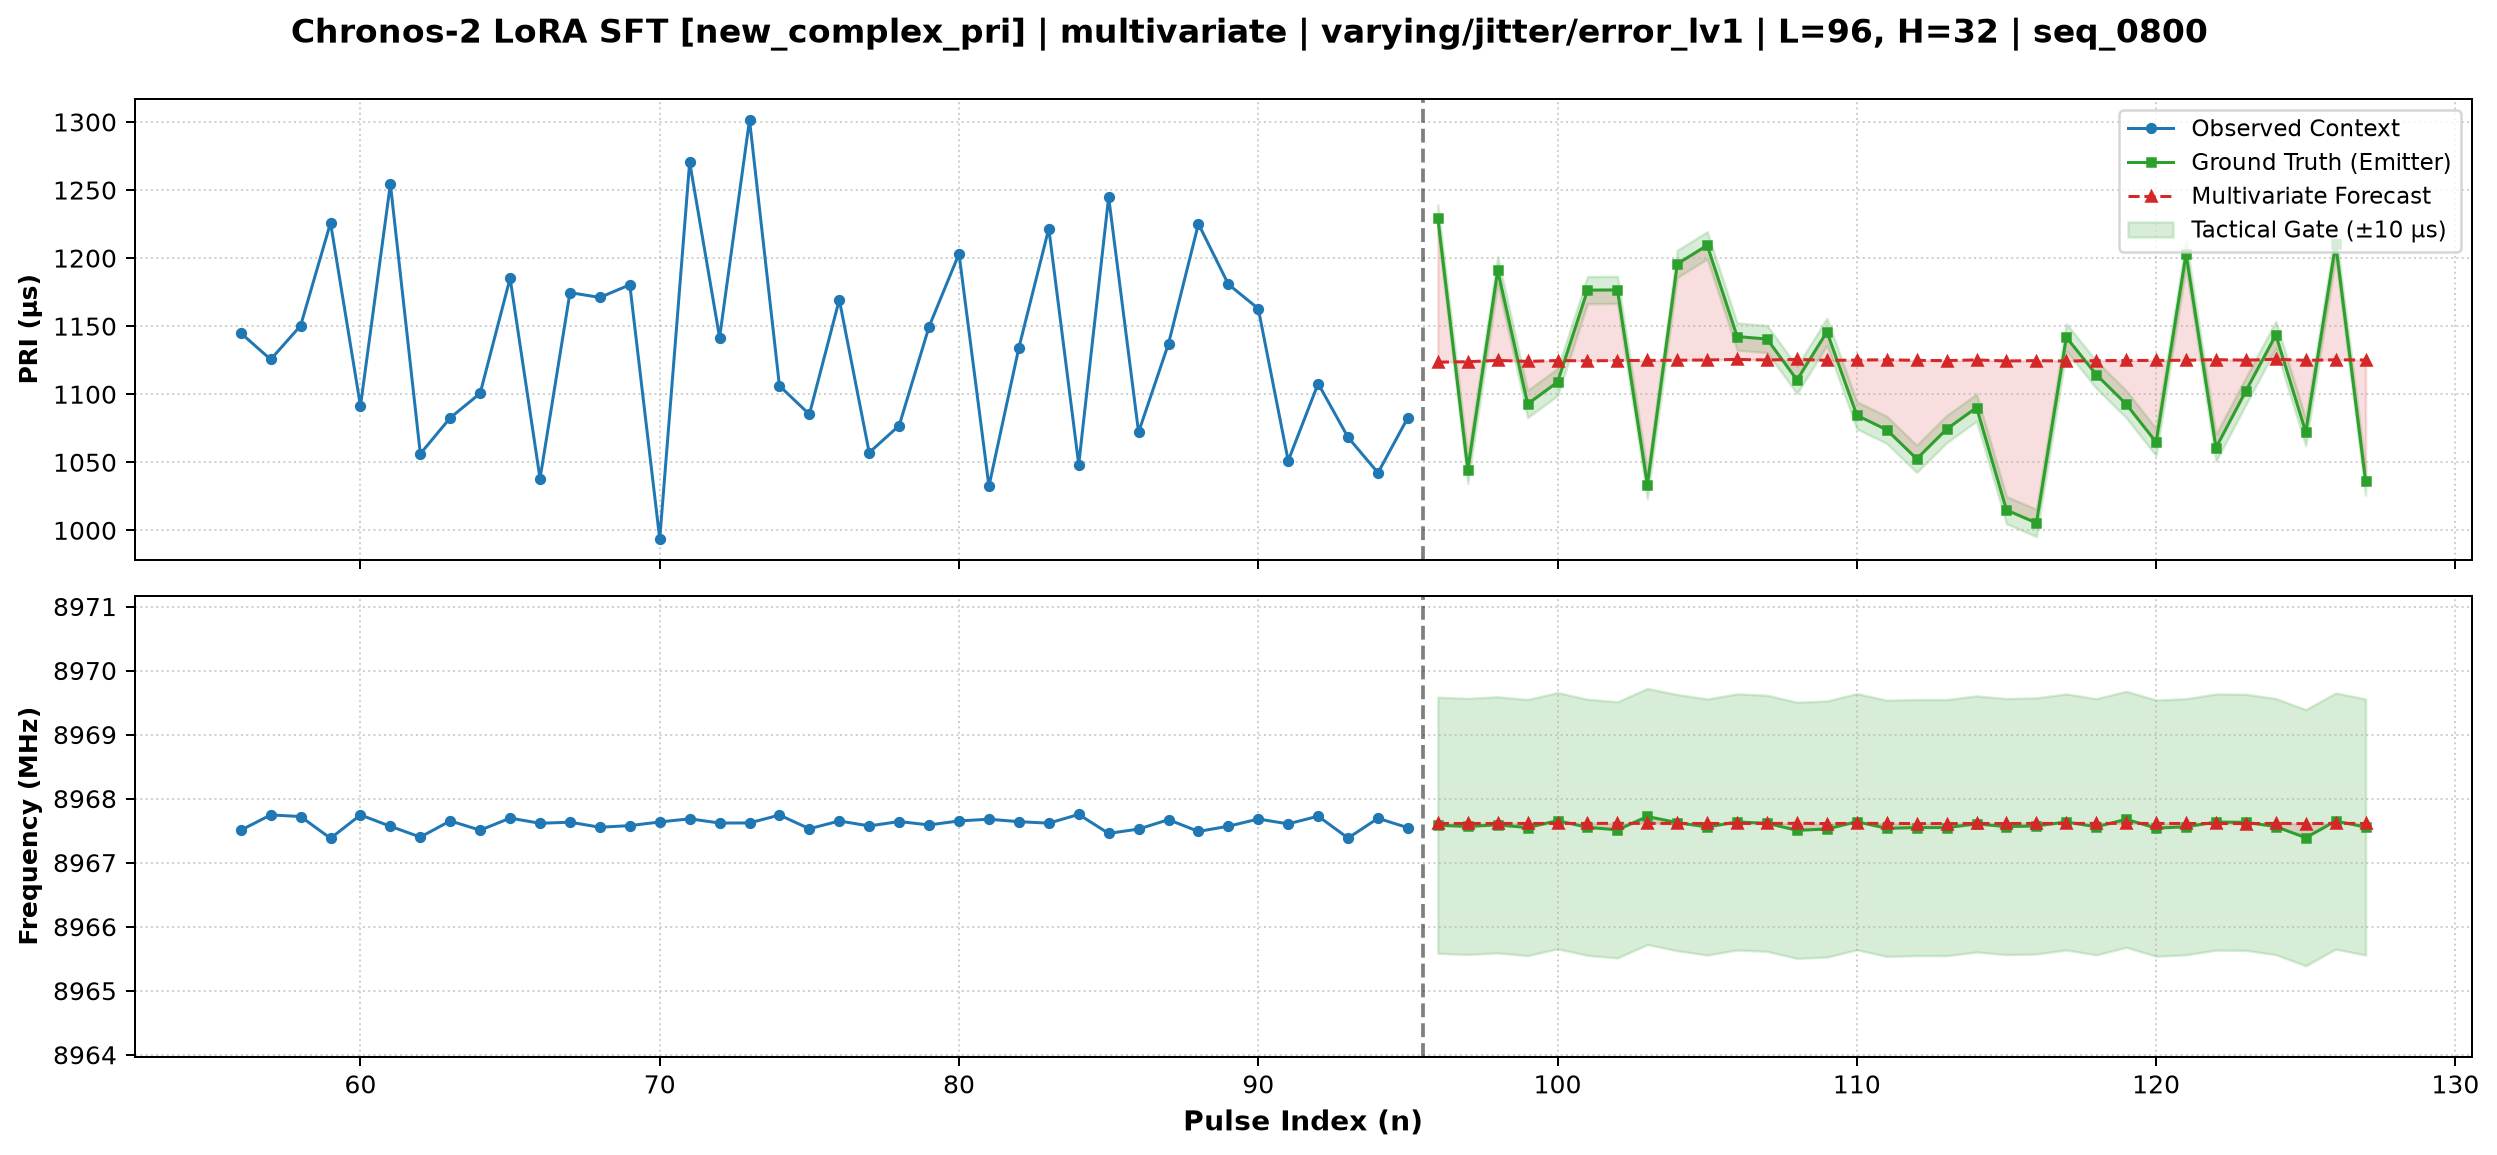 Chronos-2 LoRA SFT [new_complex_pri] | multivariate | varying/jitter/error_lv1 | L=96, H=32 | seq_0800
PRI (µs)
1300
1250
1200
1150
1100
1050
1000
Observed Context
Ground Truth (Emitter)
Multivariate Forecast
Tactical Gate (±10 µs)
Frequency (MHz)
8971
8970
8969
8968
8967
8966
8965
8964
60 70 80 90 100 110 120 130
Pulse Index (n)